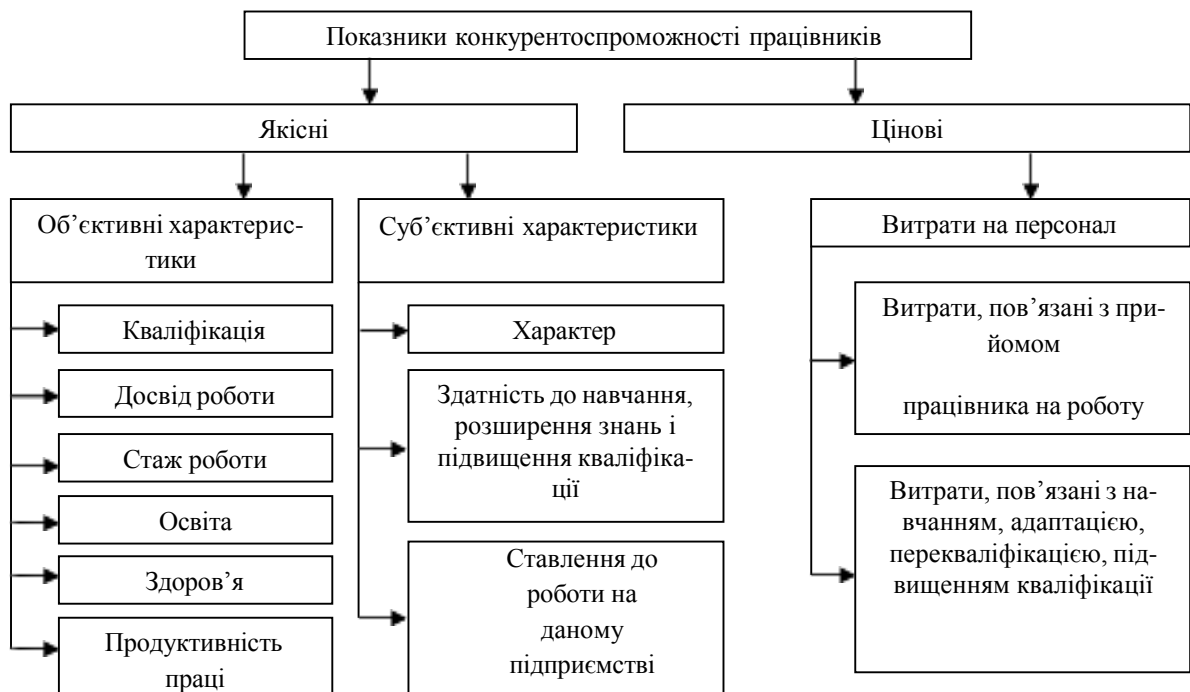 Показники конкурентоспроможності працівників
Якісні
Цінові
Об’єктивні характерис-
тики
Суб’єктивні характеристики
Витрати на персонал
Кваліфікація
Досвід роботи
Стаж роботи
Освіта
Здоров’я
Продуктивність
праці
Характер
Здатність до навчання,
розширення знань і
підвищення кваліфіка-
ції
Ставлення до
роботи на
даному
підприємстві
Витрати, пов’язані з при-
йомом
працівника на роботу
Витрати, пов’язані з на-
вчанням, адаптацією,
перекваліфікацією, під-
вищенням кваліфікації